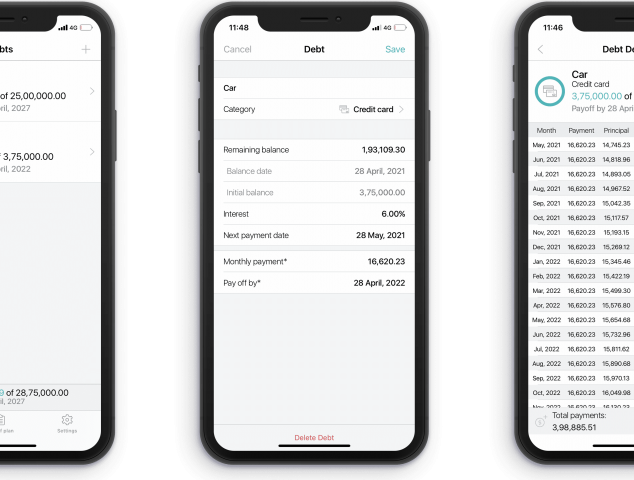 4G
bts
+
of 25,00,000.00
ril, 2027
3,75,000.00
ril, 2022
9 of 28,75,000.00
il, 2027
plan
Settings
11:48
4G
Cancel
Debt
Save
Car
Category
Credit card
Remaining balance
1,93,109.30
Balance date
28 April, 2021
Initial balance
3,75,000.00
Interest
6.00%
Next payment date
28 May, 2021
Monthly payment*
16,620.23
Pay off by*
28 April, 2022
Delete Debt
11:46
Debt De
Car
Credit card
3,75,000.00 of
Payoff by 28 Apri
Month Payment Principal
May, 2021 16,620.23 14,745.23
Jun, 2021 16,620.23 14,818.96
Jul, 2021 16,620.23 14,893.05
Aug, 2021 16,620.23 14,967.52
Sep, 2021 16,620.23 15,042.35
Oct, 2021 16,620.23 15,117.57
Nov, 2021 16,620.23 15,193.15
Dec, 2021 16,620.23 15,269.12
Jan, 2022 16,620.23 15,345.46
Feb, 2022 16,620.23 15,422.19
Mar, 2022 16,620.23 15,499.30
Apr, 2022 16,620.23 15,576.80
May, 2022 16,620.23 15,654.68
Jun, 2022 16,620.23 15,732.96
Jul, 2022 16,620.23 15,811.62
Aug, 2022 16,620.23 15,890.68
Sep, 2022 16,620.23 15,970.13
Oct, 2022 16,620.23 16,049.98
Nov, 2022 16,620.23 16,130.23
Total payments:
3,98,885.51